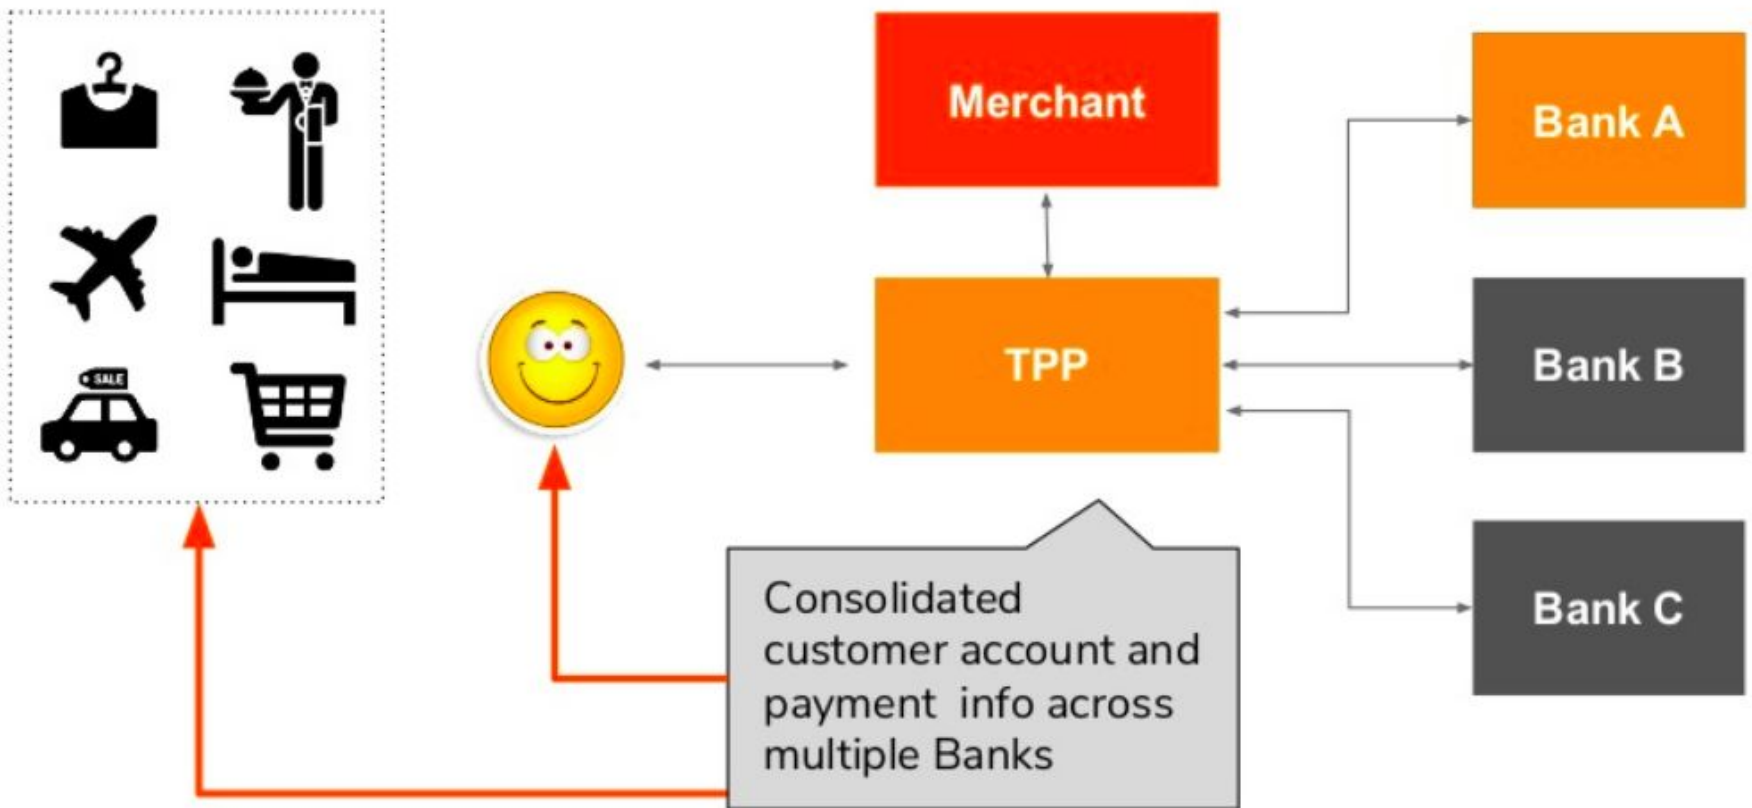 Merchant
Bank A
TPP
Bank B
SALE
Consolidated
customer account and
payment info across
multiple Banks
Bank C